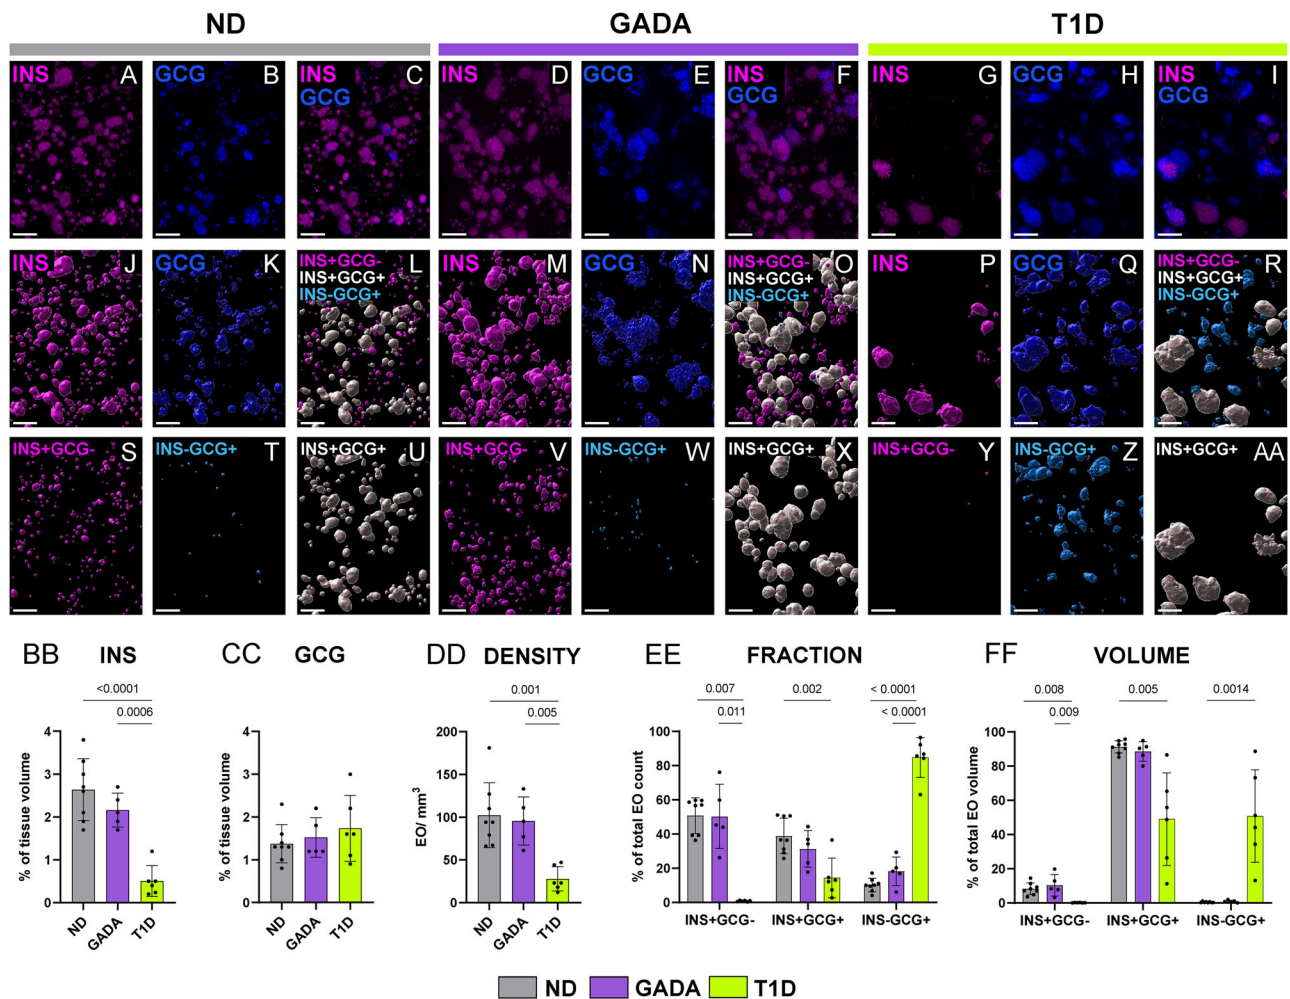 ND GADA T1D
INS A GCG B INS C INS D GCG E INS F INS G GCG H INS I
GCG GCG GCG
INS J GCG K INS+GCG- L INS M GCG N INS+GCG- O INS P GCG Q INS+GCG- R
INS+GCG+ INS+GCG+ INS+GCG+
INS-GCG+ INS-GCG+ INS-GCG+
INS+GCG- S INS-GCG+ T INS+GCG+ U INS+GCG- V INS-GCG+ W INS+GCG+ X INS+GCG- Y INS-GCG+ Z INS+GCG+ AA
BB INS CC GCG DD DENSITY EE FRACTION FF VOLUME
<0.0001
0.0006
% of tissue volume
4
3
2
1
0
ND GADA T1D
% of tissue volume
4
3
2
1
0
ND GADA T1D
0.001
0.005
EO/ mm³
200
150
100
50
0
ND GADA T1D
0.007 0.002 < 0.0001
0.011 < 0.0001
% of total EO count
100
80
60
40
20
0
INS+GCG- INS+GCG+ INS-GCG+
0.008 0.005 0.0014
0.009
% of total EO volume
100
80
60
40
20
0
INS+GCG- INS+GCG+ INS-GCG+
ND GADA T1D